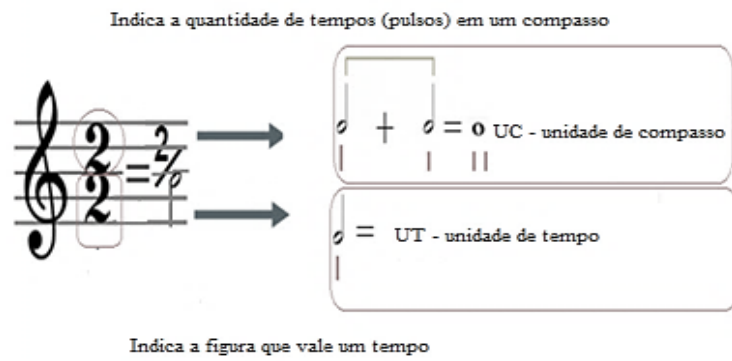 Indica a quantidade de tempos (pulsos) em um compasso
2
2
= 2
+ = UC - unidade de compasso
= UT - unidade de tempo
Indica a figura que vale um tempo